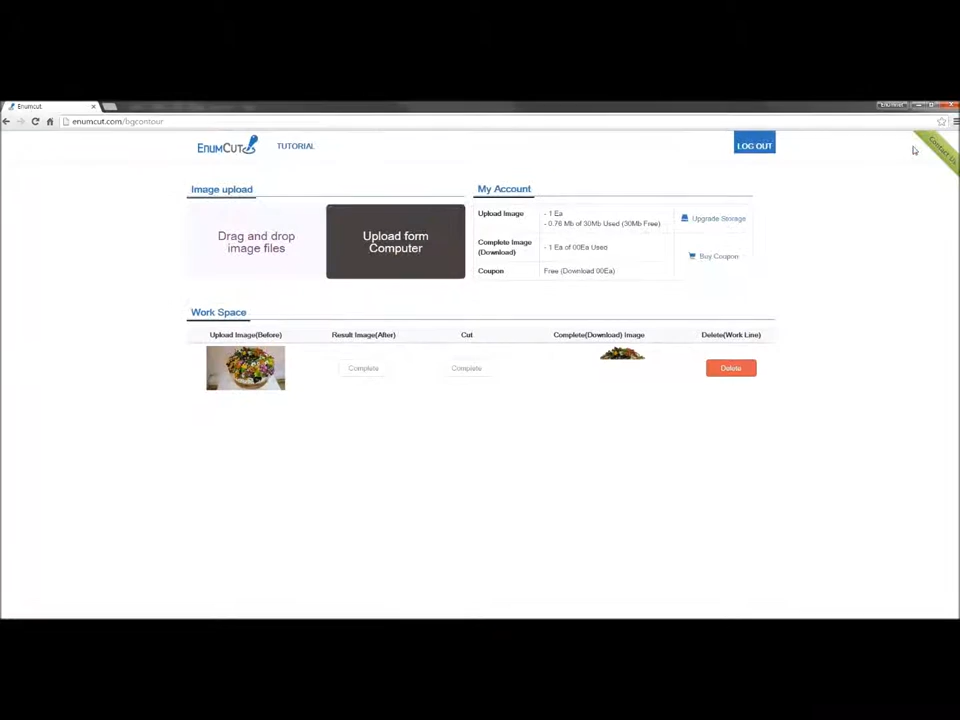 Enumcut
Enumcut
enumcut.com/bgcontour
ENUMCUT
TUTORIAL
LOG OUT
Contact Us
Image upload
Drag and drop
image files
Upload form
Computer
My Account
Upload Image
- 1 Ea
- 0.76 Mb of 30Mb Used (30Mb Free)
Upgrade Storage
Complete Image
(Download)
- 1 Ea of 00Ea Used
Buy Coupon
Coupon
Free (Download 00Ea)
Work Space
Upload Image(Before)
Result Image(After)
Cut
Complete(Download) Image
Delete(Work Line)
Complete
Complete
Delete